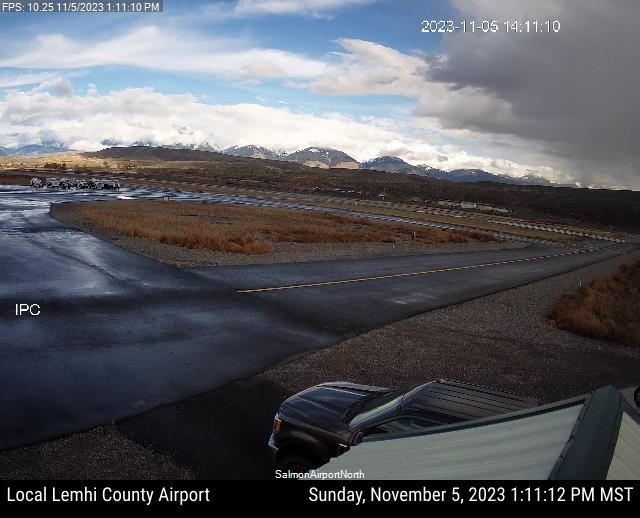 FPS: 10.25 11/5/2023 1:11:10 PM
2023-11-05 14:11:10
IPC
SalmonAirportNorth
Local Lemhi County Airport
Sunday, November 5, 2023 1:11:12 PM MST